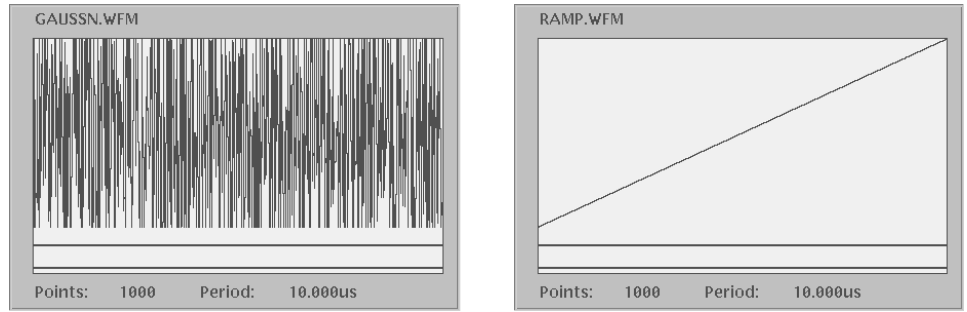 GAUSSN.WFM
Points: 1000 Period: 10.000us
RAMP.WFM
Points: 1000 Period: 10.000us